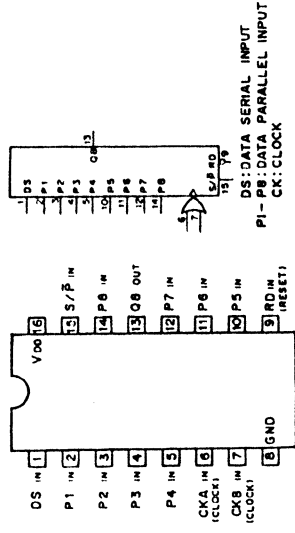 DS IN 1
P1 IN 2
P2 IN 3
P3 IN 4
P4 IN 5
CKA IN 6
(CLOCK)
CKB IN 7
(CLOCK)
8 GND
VDD 16
15 S/P̄ IN
14 P8 IN
13 Q8 OUT
12 P7 IN
11 P6 IN
10 P5 IN
9 RD IN
(RESET)
1 DS
2 P1
3 P2
4 P3
5 P4
10 P5
11 P6
12 P7
14 P8
Q8 13
6
7
S/P̄ RD
15 9
DS: DATA SERIAL INPUT
P1-P8: DATA PARALLEL INPUT
CK: CLOCK